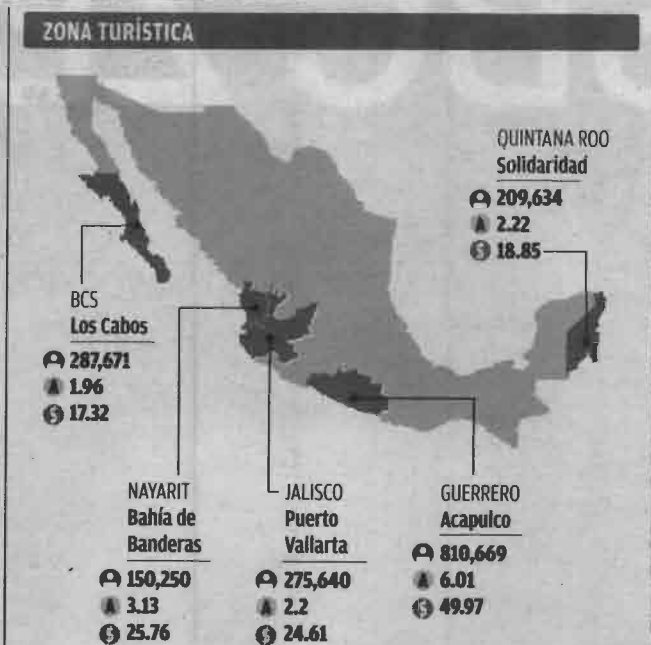 ZONA TURÍSTICA
QUINTANA ROO
Solidaridad
209,634
2.22
18.85
BCS
Los Cabos
287,671
1.96
17.32
NAYARIT
Bahía de
Banderas
150,250
3.13
25.76
JALISCO
Puerto
Vallarta
275,640
2.2
24.61
GUERRERO
Acapulco
810,669
6.01
49.97